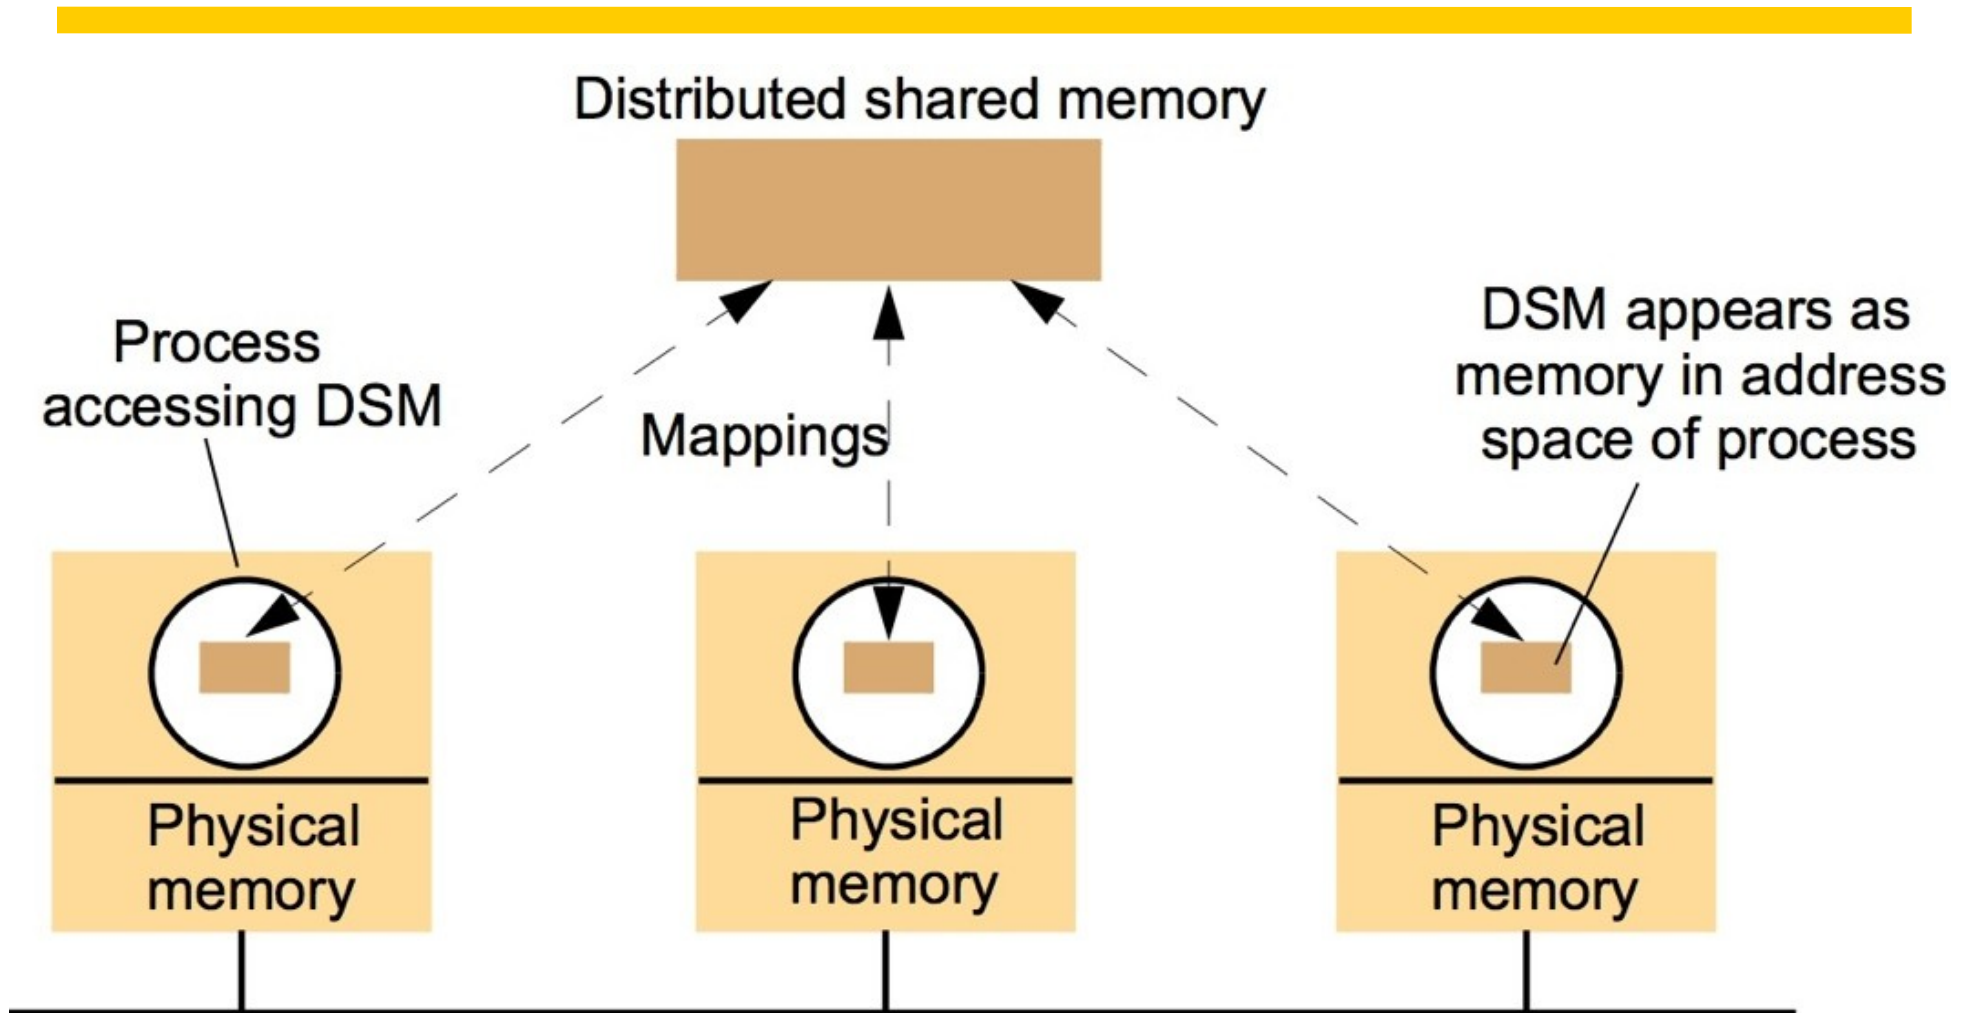 Distributed shared memory
Process
accessing DSM
Mappings
DSM appears as
memory in address
space of process
Physical
memory
Physical
memory
Physical
memory